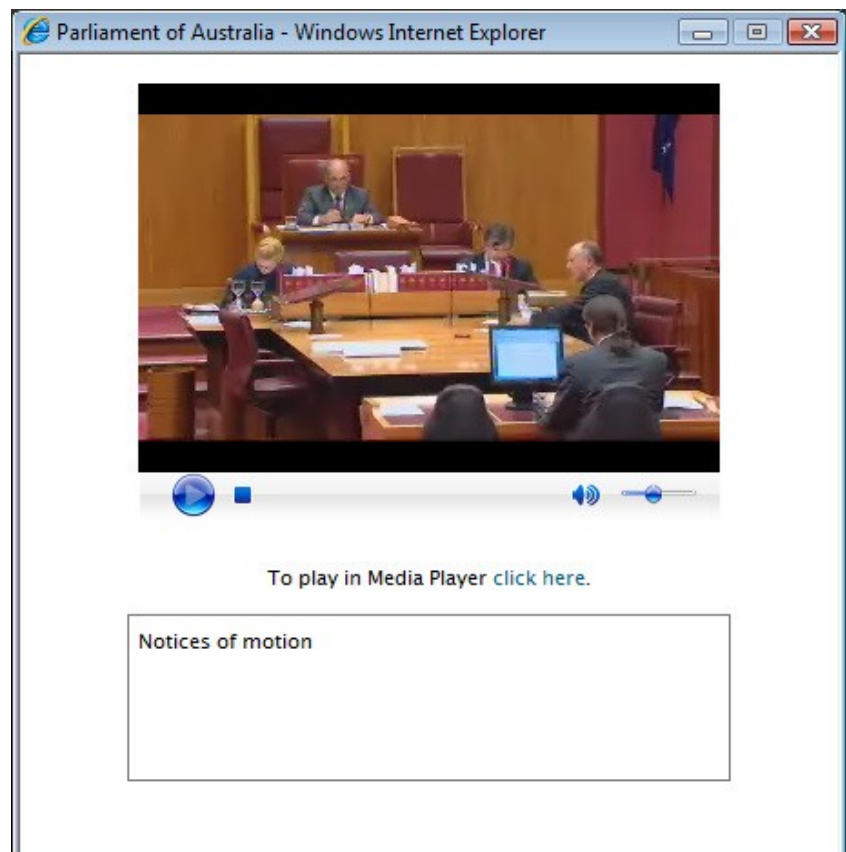 Parliament of Australia - Windows Internet Explorer
To play in Media Player click here.
Notices of motion